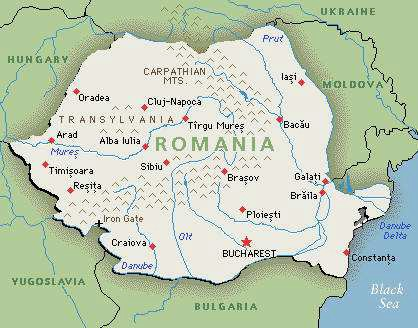 UKRAINE
Prut
HUNGARY
CARPATHIAN
MTS.
Iași
MOLDOVA
Oradea
Cluj-Napoca
TRANSYLVANIA
Tîrgu Mureș
Bacău
Arad
Alba Iulia
ROMANIA
Mureș
Sibiu
Timișoara
Brașov
Galați
Reșița
Brăila
Ploiești
Iron Gate
Danube
Delta
Craiova
Olt
BUCHAREST
Constanta
Danube
YUGOSLAVIA
Black
Sea
BULGARIA